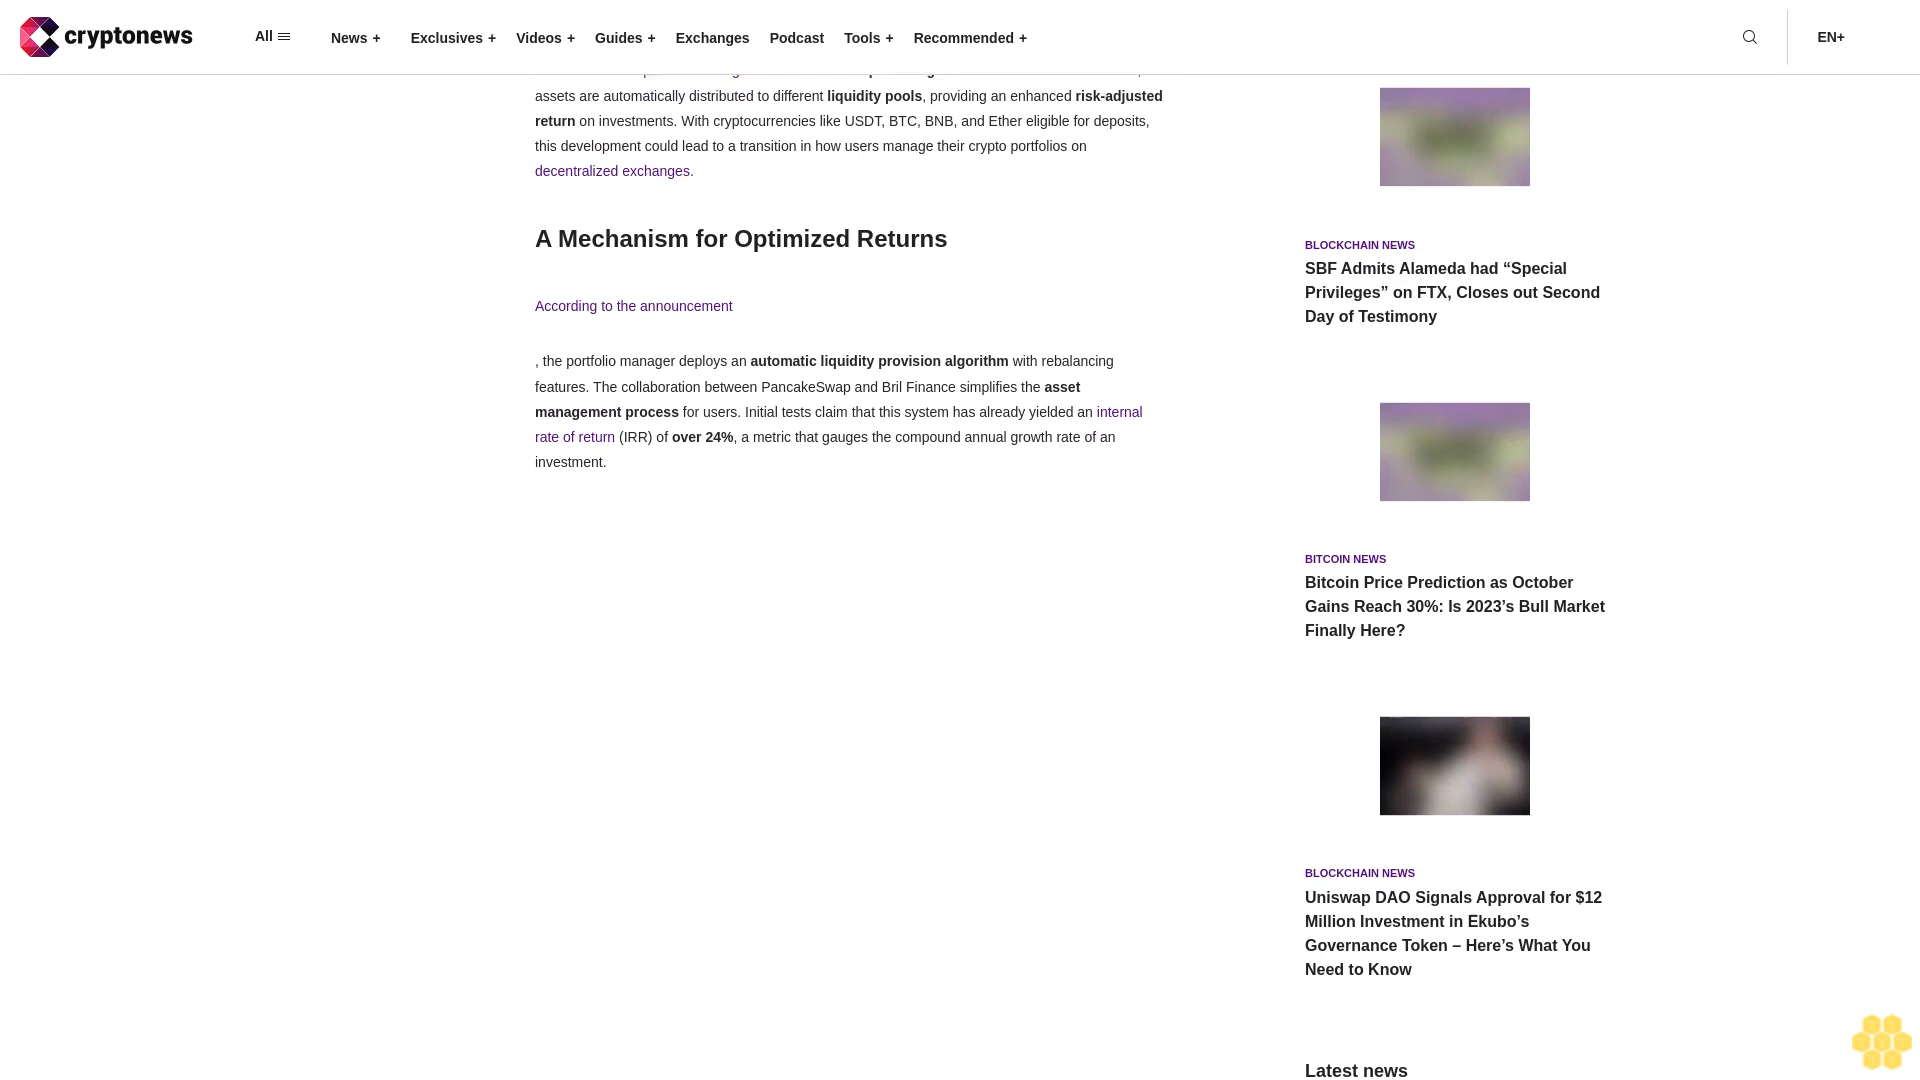 cryptonews
All
News +
Exclusives +
Videos +
Guides +
Exchanges
Podcast
Tools +
Recommended +
EN+
assets are automatically distributed to different liquidity pools, providing an enhanced risk-adjusted
return on investments. With cryptocurrencies like USDT, BTC, BNB, and Ether eligible for deposits,
this development could lead to a transition in how users manage their crypto portfolios on
decentralized exchanges.
A Mechanism for Optimized Returns
According to the announcement
, the portfolio manager deploys an automatic liquidity provision algorithm with rebalancing
features. The collaboration between PancakeSwap and Bril Finance simplifies the asset
management process for users. Initial tests claim that this system has already yielded an internal
rate of return (IRR) of over 24%, a metric that gauges the compound annual growth rate of an
investment.
BLOCKCHAIN NEWS
SBF Admits Alameda had “Special
Privileges” on FTX, Closes out Second
Day of Testimony
BITCOIN NEWS
Bitcoin Price Prediction as October
Gains Reach 30%: Is 2023’s Bull Market
Finally Here?
BLOCKCHAIN NEWS
Uniswap DAO Signals Approval for $12
Million Investment in Ekubo’s
Governance Token – Here’s What You
Need to Know
Latest news